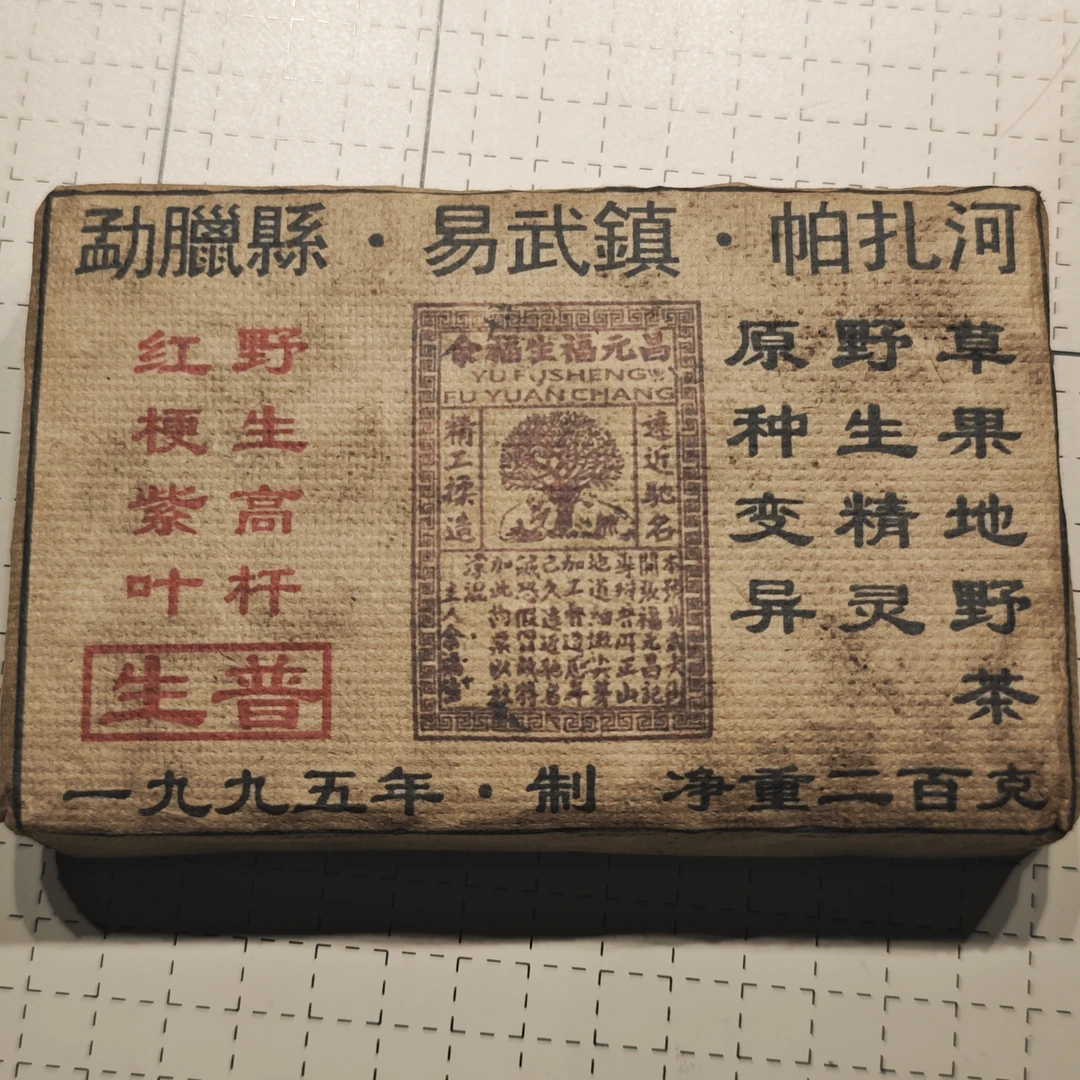 勐臘縣·易武鎮·帕扎河
草果地野茶
野生精灵
原种变异
昌元福生福余
YU FUSHENG
FU YUAN CHANG
遠近馳名
精工揉造
野生高杆
红梗紫叶
普生
一九九五年·制
净重二百克